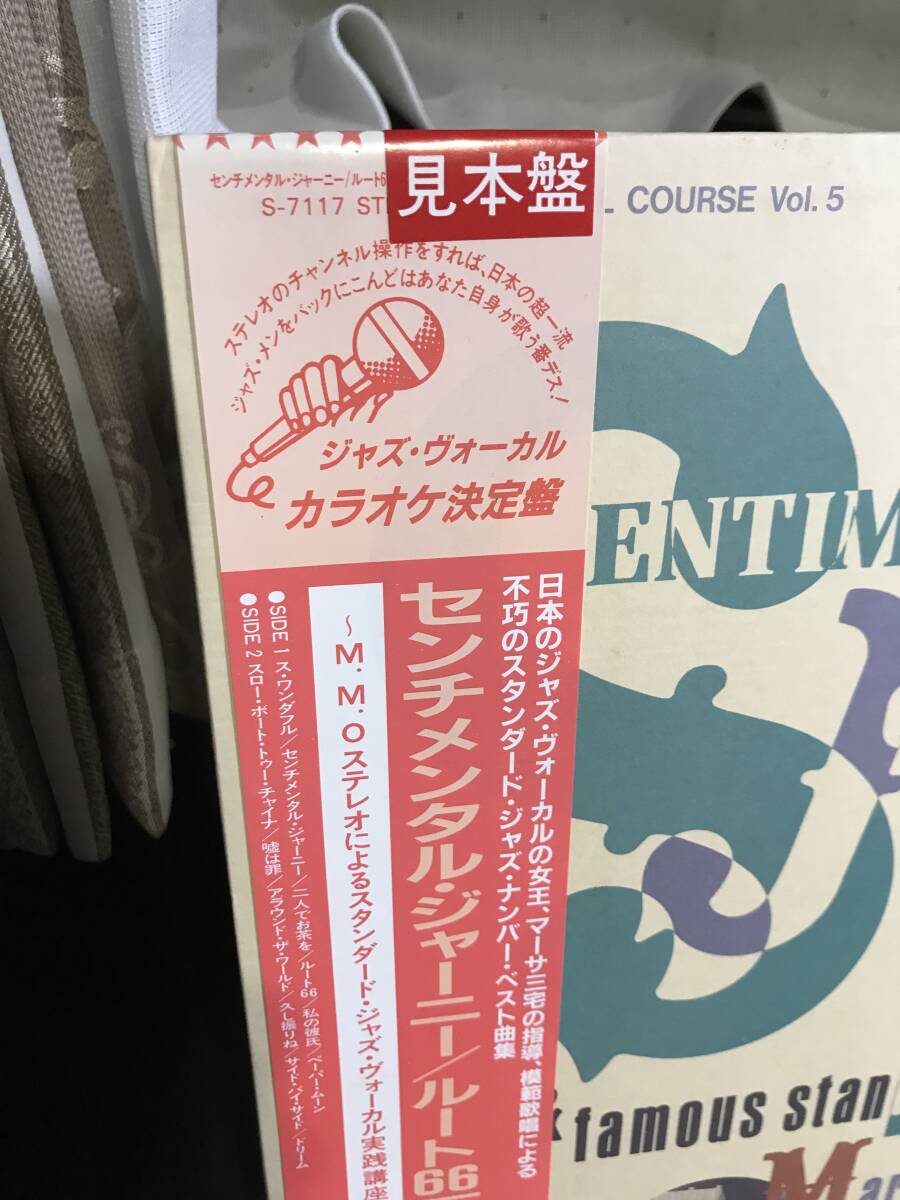 センチメンタル・ジャーニー/ルート6
S-7117 ST
見本盤
COURSE Vol. 5
ステレオのチャンネル操作をすれば、日本の超一流
ジャズ・メンをバックにこんどはあなた自身が歌う番デス!
ジャズ・ヴォーカル
カラオケ決定盤
日本のジャズ・ヴォーカルの女王、マーサ三宅の指導、模範歌唱による
不巧のスタンダード・ジャズ・ナンバー・ベスト曲集
センチメンタル・ジャーニー/ルート66
〜M.M.Oステレオによるスタンダード・ジャズ・ヴォーカル実践講座
●SIDE 1 ス・ワンダフル/センチメンタル・ジャーニー/二人でお茶を/ルート66/私の彼氏/ペーパー・ムーン
●SIDE 2 スロー・ボート・トゥー・チャイナ/嘘は罪/アラウンド・ザ・ワールド/久し振りね/サイド・バイ・サイド/ドリーム
ENTIM
J
& famous stan
Mar